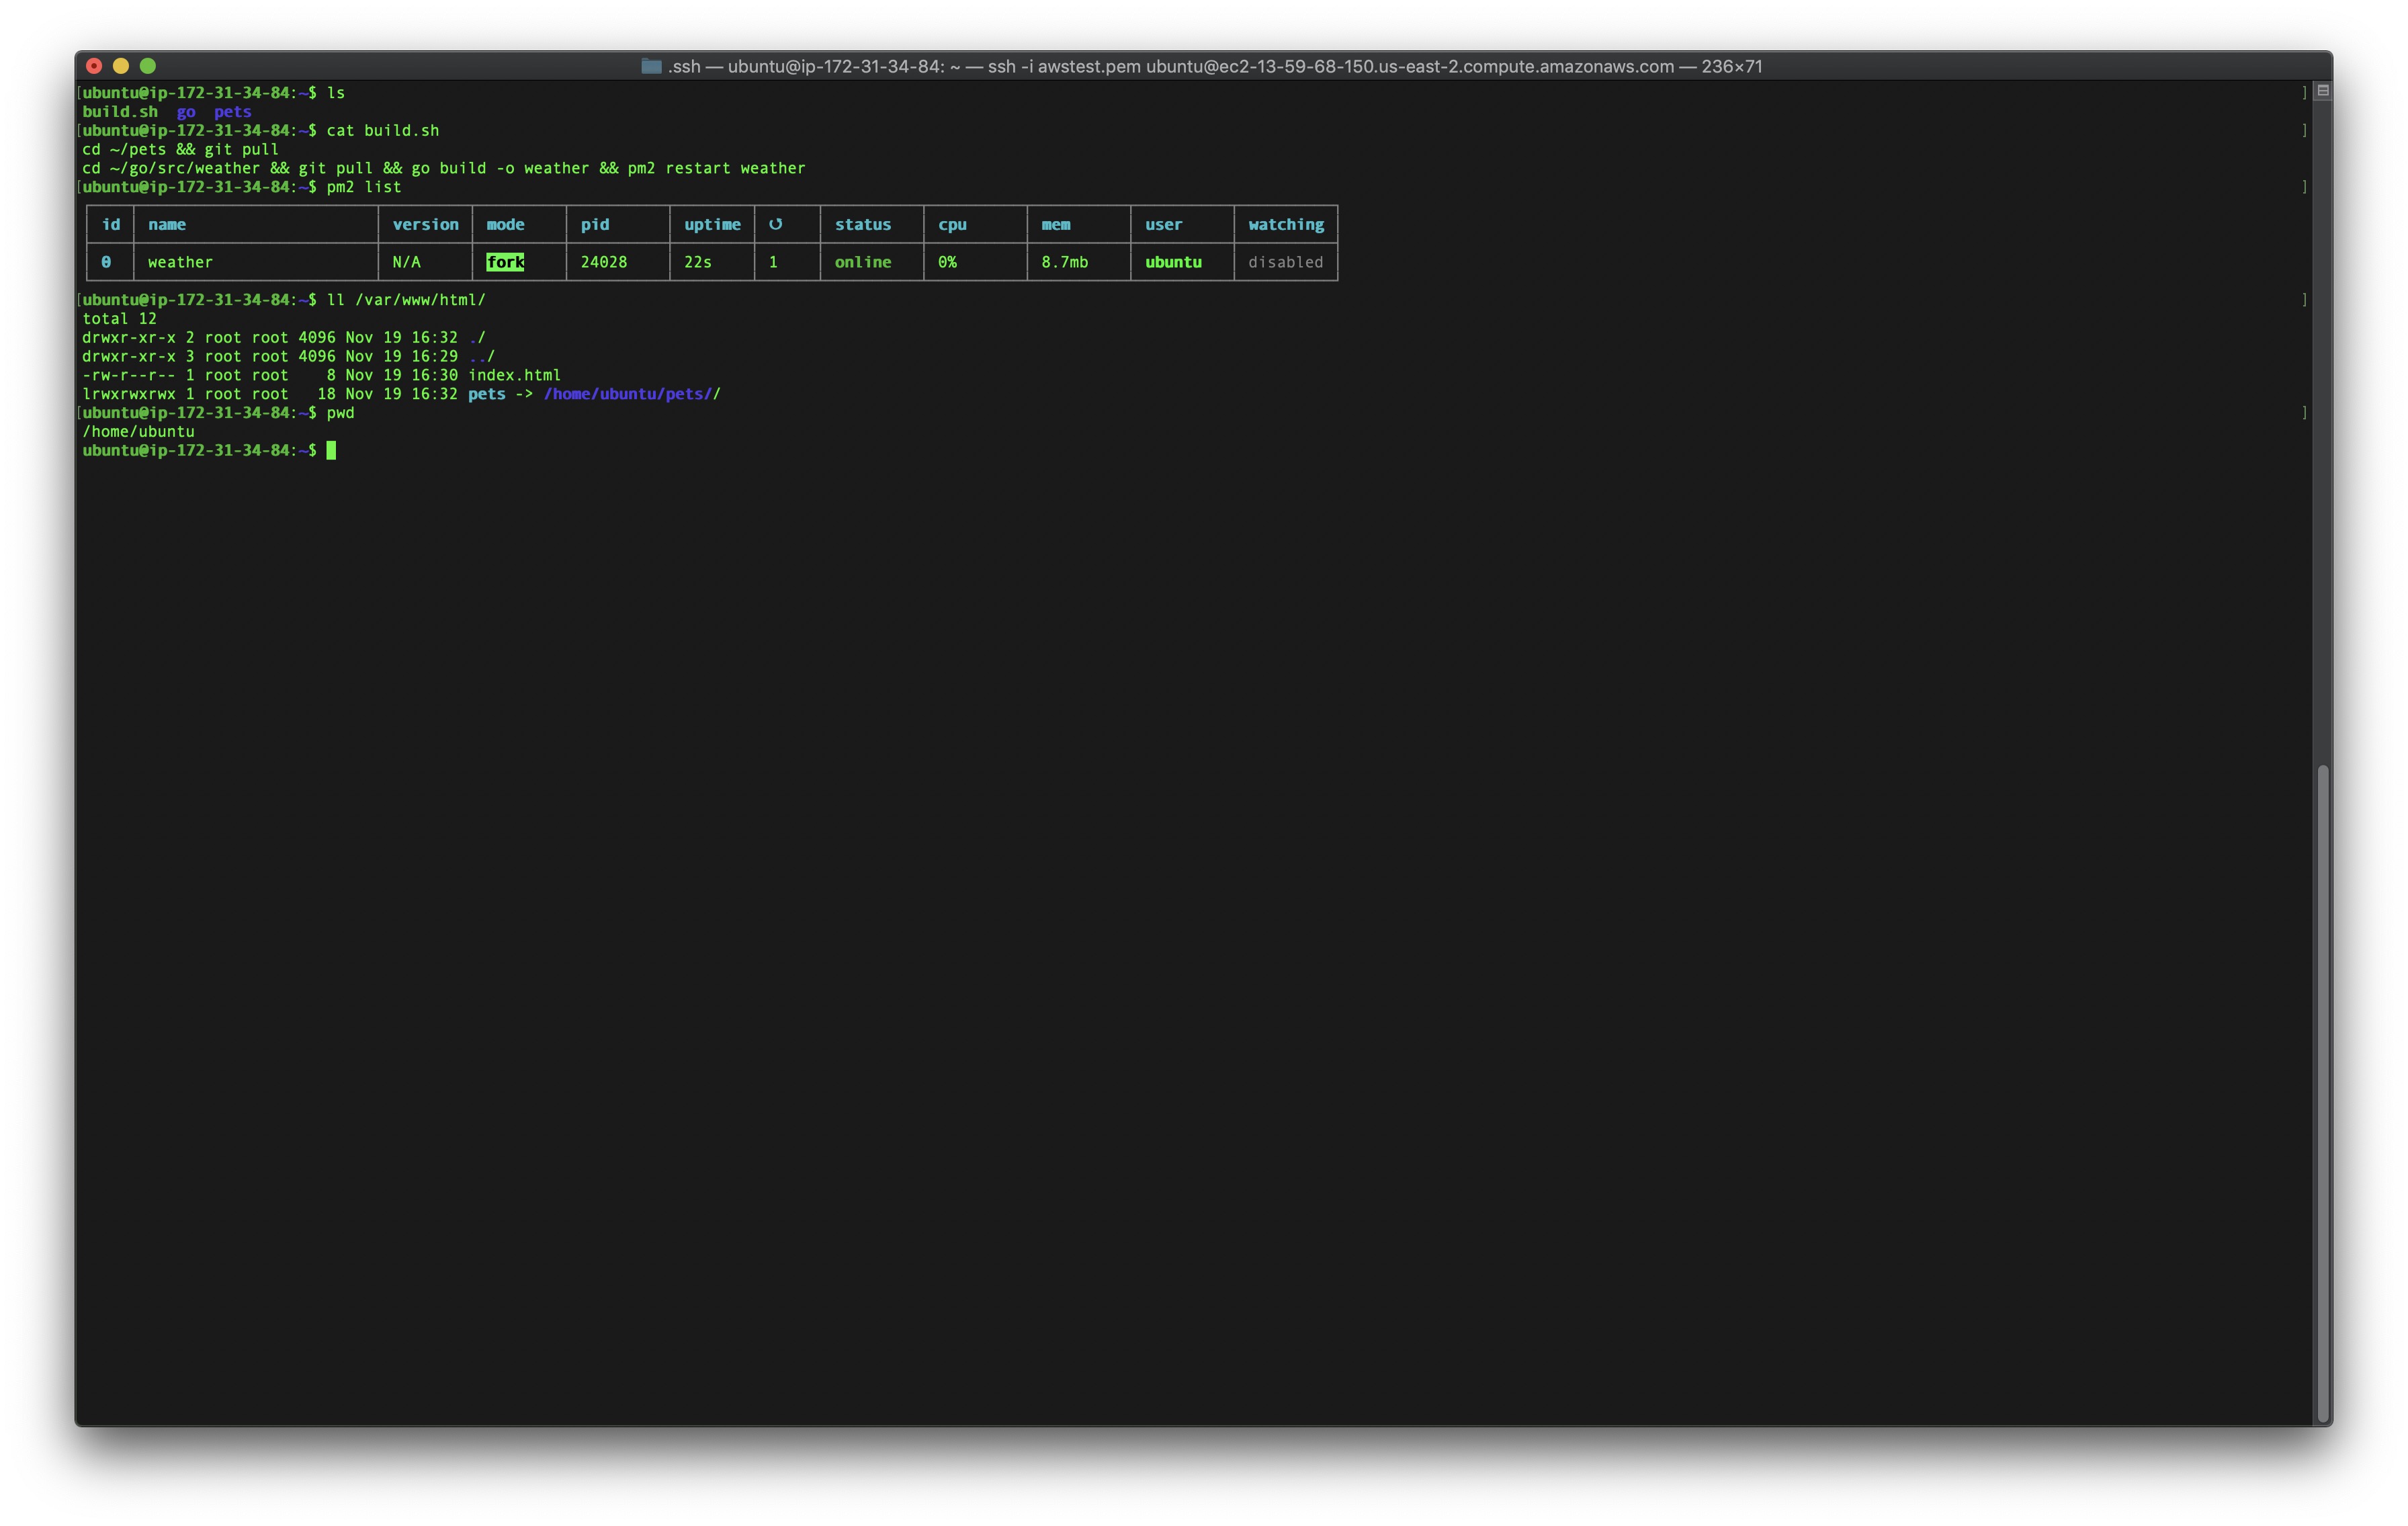 .ssh — ubuntu@ip-172-31-34-84: ~ — ssh -i awstest.pem ubuntu@ec2-13-59-68-150.us-east-2.compute.amazonaws.com — 236×71
[ubuntu@ip-172-31-34-84:~$ ls ]
build.sh  go  pets
[ubuntu@ip-172-31-34-84:~$ cat build.sh ]
cd ~/pets && git pull
cd ~/go/src/weather && git pull && go build -o weather && pm2 restart weather
[ubuntu@ip-172-31-34-84:~$ pm2 list ]
id name version mode pid uptime ↺ status cpu mem user watching
0 weather N/A fork 24028 22s 1 online 0% 8.7mb ubuntu disabled
[ubuntu@ip-172-31-34-84:~$ ll /var/www/html/ ]
total 12
drwxr-xr-x 2 root root 4096 Nov 19 16:32 ./
drwxr-xr-x 3 root root 4096 Nov 19 16:29 ../
-rw-r--r-- 1 root root    8 Nov 19 16:30 index.html
lrwxrwxrwx 1 root root   18 Nov 19 16:32 pets -> /home/ubuntu/pets//
[ubuntu@ip-172-31-34-84:~$ pwd ]
/home/ubuntu
ubuntu@ip-172-31-34-84:~$